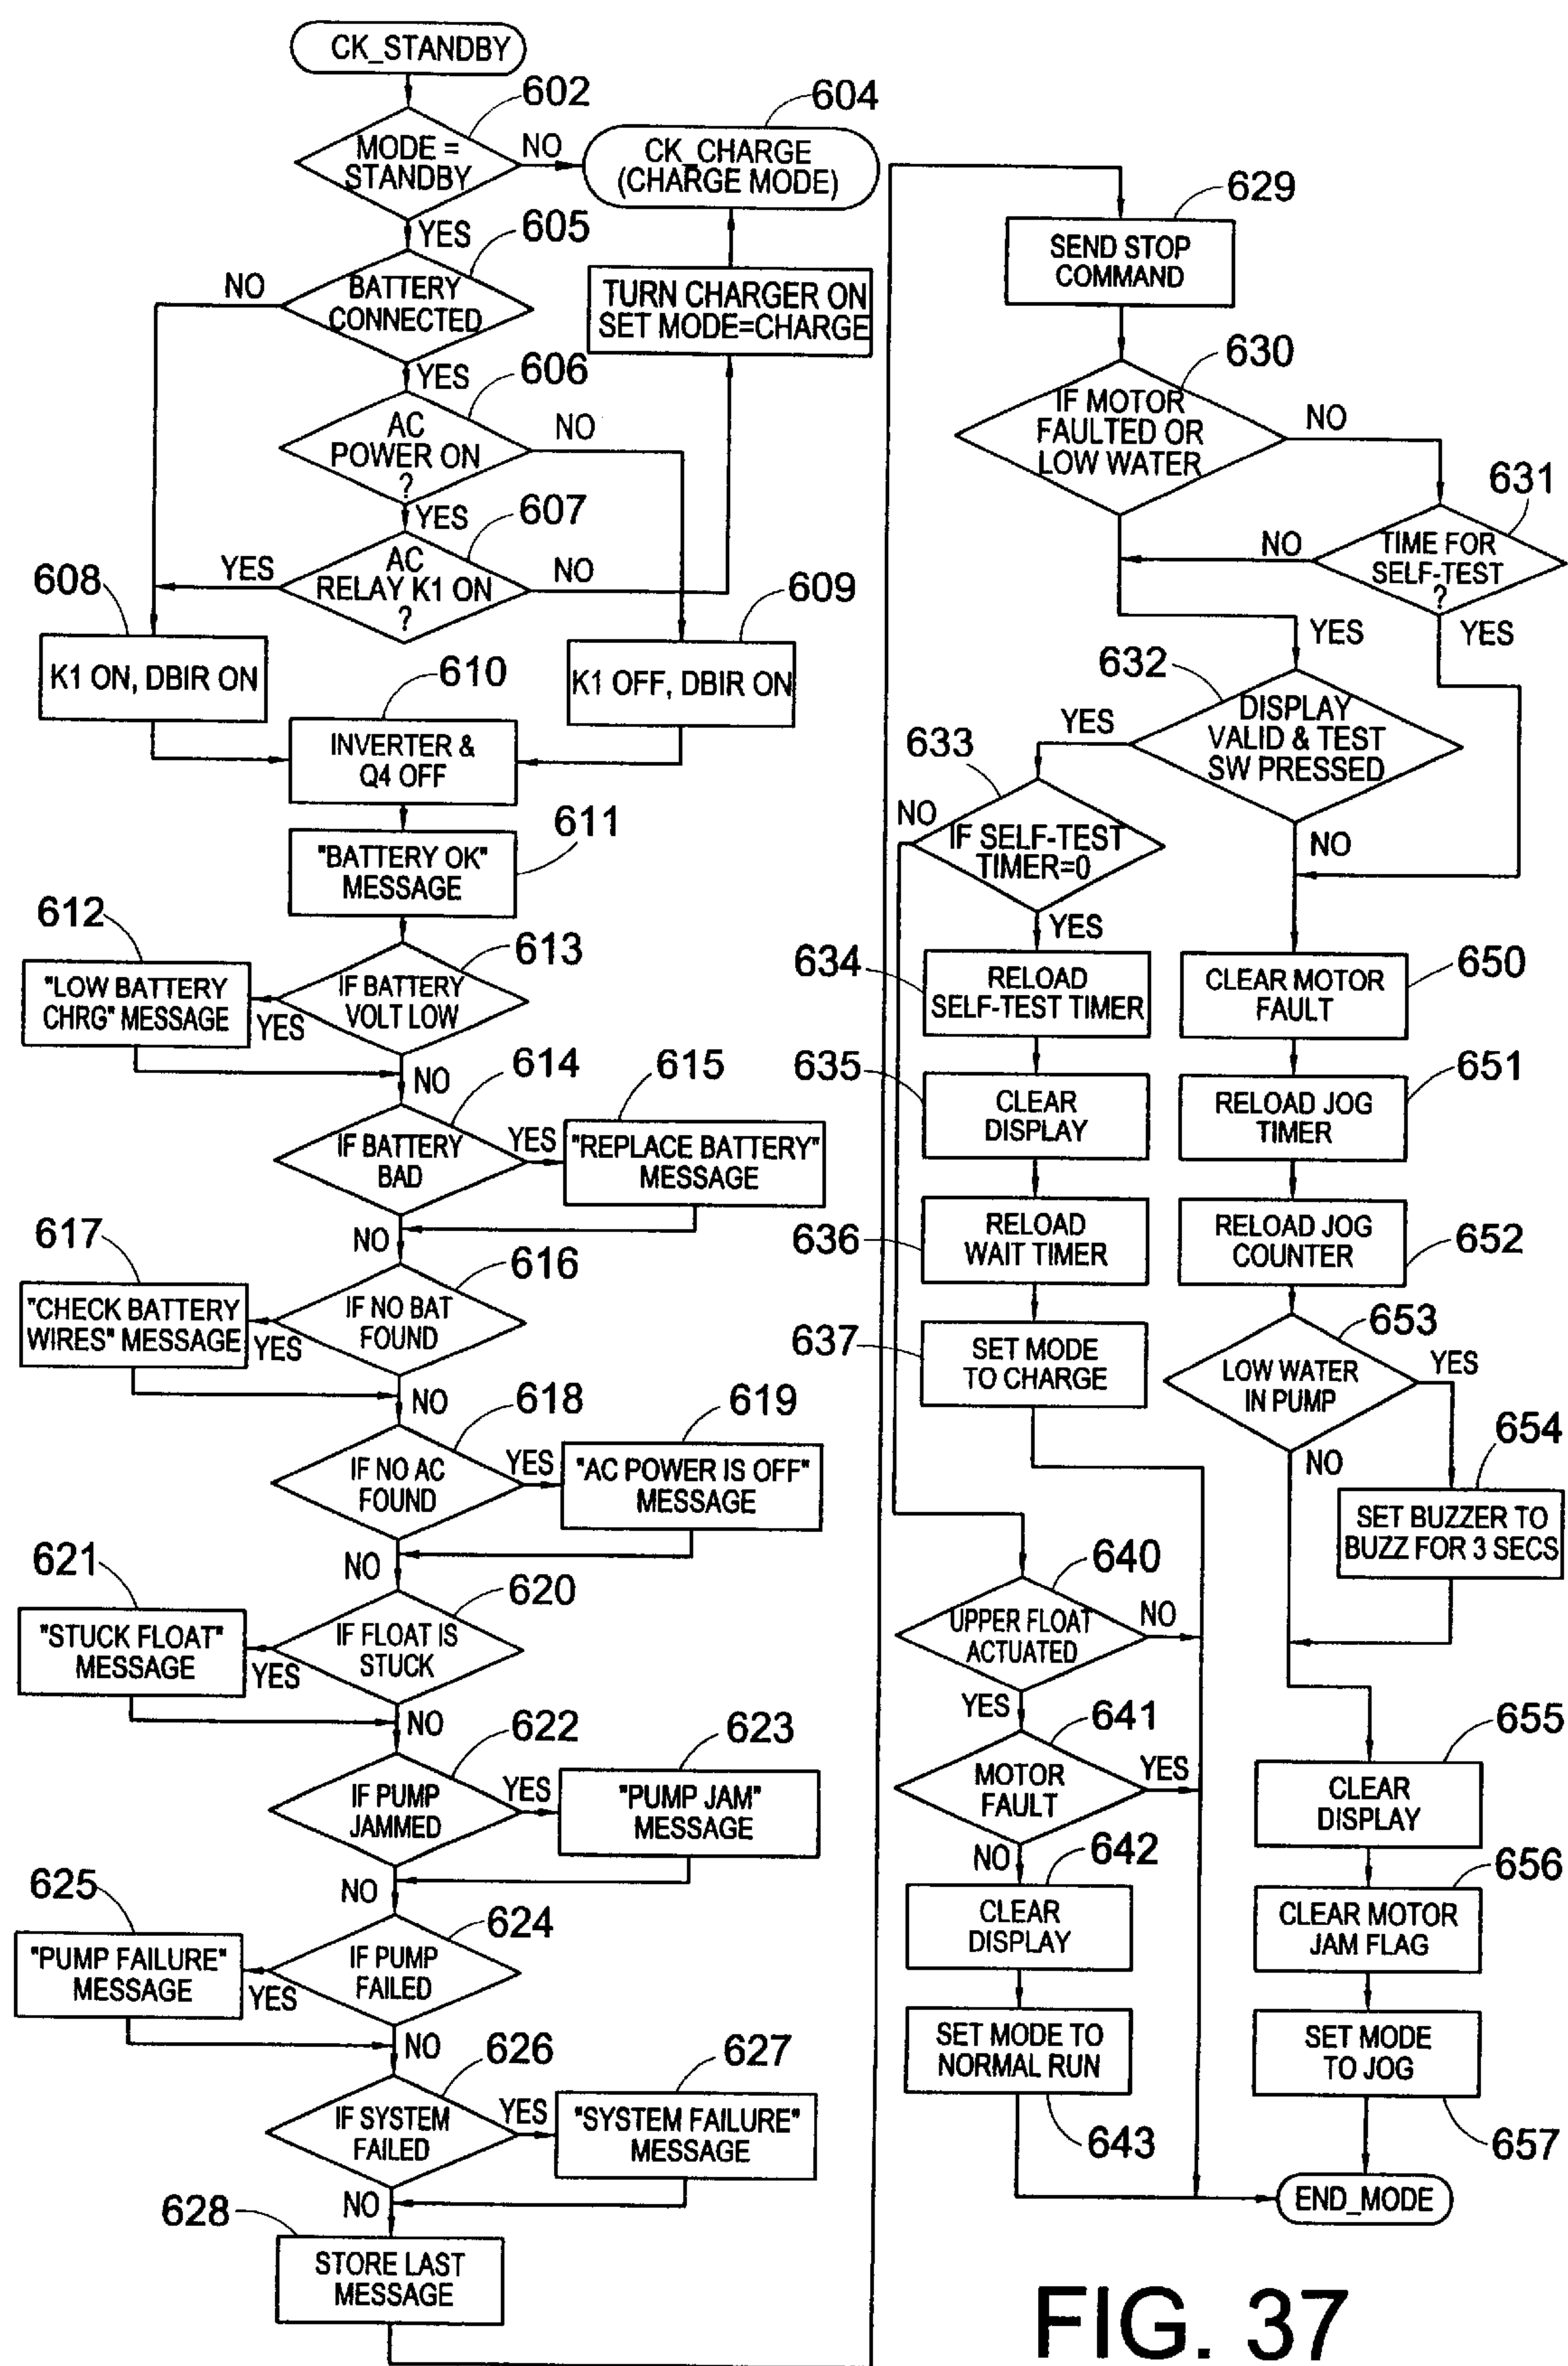 CK_STANDBY
602
MODE =
STANDBY
NO
604
CK_CHARGE
(CHARGE MODE)
YES
605
NO
BATTERY
CONNECTED
TURN CHARGER ON
SET MODE=CHARGE
YES
606
AC
POWER ON
?
NO
YES
607
AC
RELAY K1 ON
?
YES
NO
608
K1 ON, DBIR ON
609
K1 OFF, DBIR ON
610
INVERTER &
Q4 OFF
611
"BATTERY OK"
MESSAGE
612
"LOW BATTERY
CHRG" MESSAGE
613
IF BATTERY
VOLT LOW
YES
NO
614
IF BATTERY
BAD
YES
615
"REPLACE BATTERY"
MESSAGE
NO
617
"CHECK BATTERY
WIRES" MESSAGE
616
IF NO BAT
FOUND
YES
NO
618
IF NO AC
FOUND
YES
619
"AC POWER IS OFF"
MESSAGE
NO
621
"STUCK FLOAT"
MESSAGE
620
IF FLOAT IS
STUCK
YES
NO
622
IF PUMP
JAMMED
YES
623
"PUMP JAM"
MESSAGE
NO
625
"PUMP FAILURE"
MESSAGE
624
IF PUMP
FAILED
YES
NO
626
IF SYSTEM
FAILED
YES
627
"SYSTEM FAILURE"
MESSAGE
NO
628
STORE LAST
MESSAGE
629
SEND STOP
COMMAND
630
IF MOTOR
FAULTED OR
LOW WATER
NO
631
TIME FOR
SELF-TEST
?
NO
YES
YES
632
DISPLAY
VALID & TEST
SW PRESSED
YES
NO
633
IF SELF-TEST
TIMER=0
NO
YES
634
RELOAD
SELF-TEST TIMER
635
CLEAR
DISPLAY
636
RELOAD
WAIT TIMER
637
SET MODE
TO CHARGE
640
UPPER FLOAT
ACTUATED
NO
YES
641
MOTOR
FAULT
YES
NO
642
CLEAR
DISPLAY
SET MODE TO
NORMAL RUN
643
650
CLEAR MOTOR
FAULT
651
RELOAD JOG
TIMER
RELOAD JOG
COUNTER
652
653
LOW WATER
IN PUMP
YES
NO
654
SET BUZZER TO
BUZZ FOR 3 SECS
655
CLEAR
DISPLAY
656
CLEAR MOTOR
JAM FLAG
SET MODE
TO JOG
657
END_MODE
FIG. 37